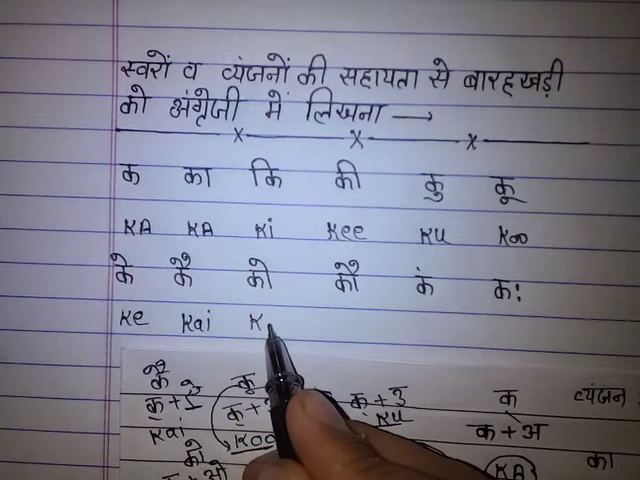 स्वरों व व्यंजनों की सहायता से बारहखड़ी
को अंग्रेजी में लिखना →
क का कि की कु कू
KA KA Ki Kee Ku Koo
के कै को कौ कं कः
Ke Kai K
कै कू क व्यंजन
क्+ऐ क्+ क्+उ क्+अ
Kai Koo Ku
को KA का